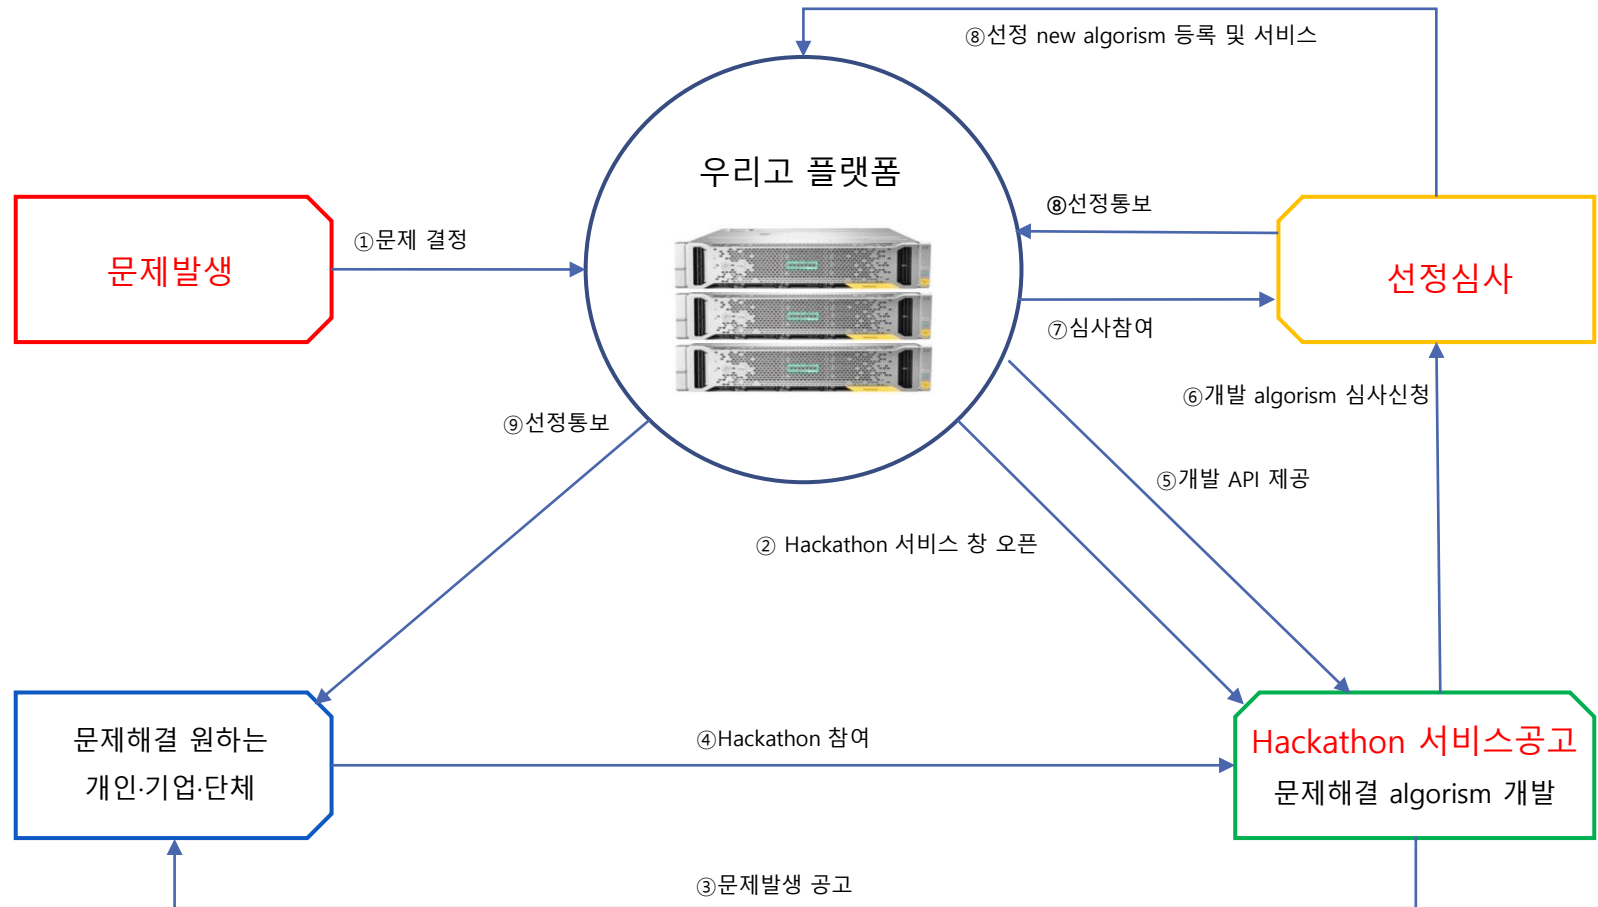 ⑧선정 new algorism 등록 및 서비스
우리고 플랫폼
⑧선정통보
①문제 결정
문제발생
선정심사
⑦심사참여
⑥개발 algorism 심사신청
⑨선정통보
⑤개발 API 제공
② Hackathon 서비스 창 오픈
문제해결 원하는
개인·기업·단체
④Hackathon 참여
Hackathon 서비스공고
문제해결 algorism 개발
③문제발생 공고